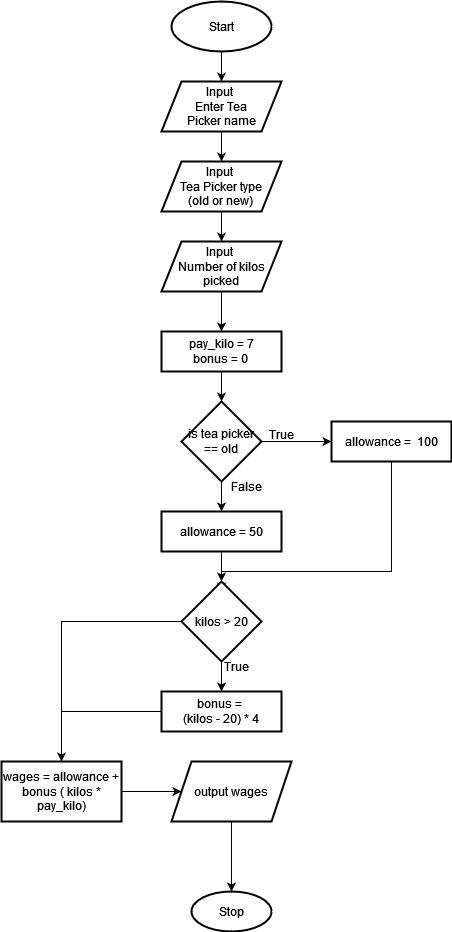 Start
Input
Enter Tea
Picker name
Input
Tea Picker type
(old or new)
Input
Number of kilos
picked
pay_kilo = 7
bonus = 0
is tea picker
== old
True
allowance =  100
False
allowance = 50
kilos > 20
True
bonus =
(kilos - 20) * 4
wages = allowance +
bonus ( kilos *
pay_kilo)
output wages
Stop